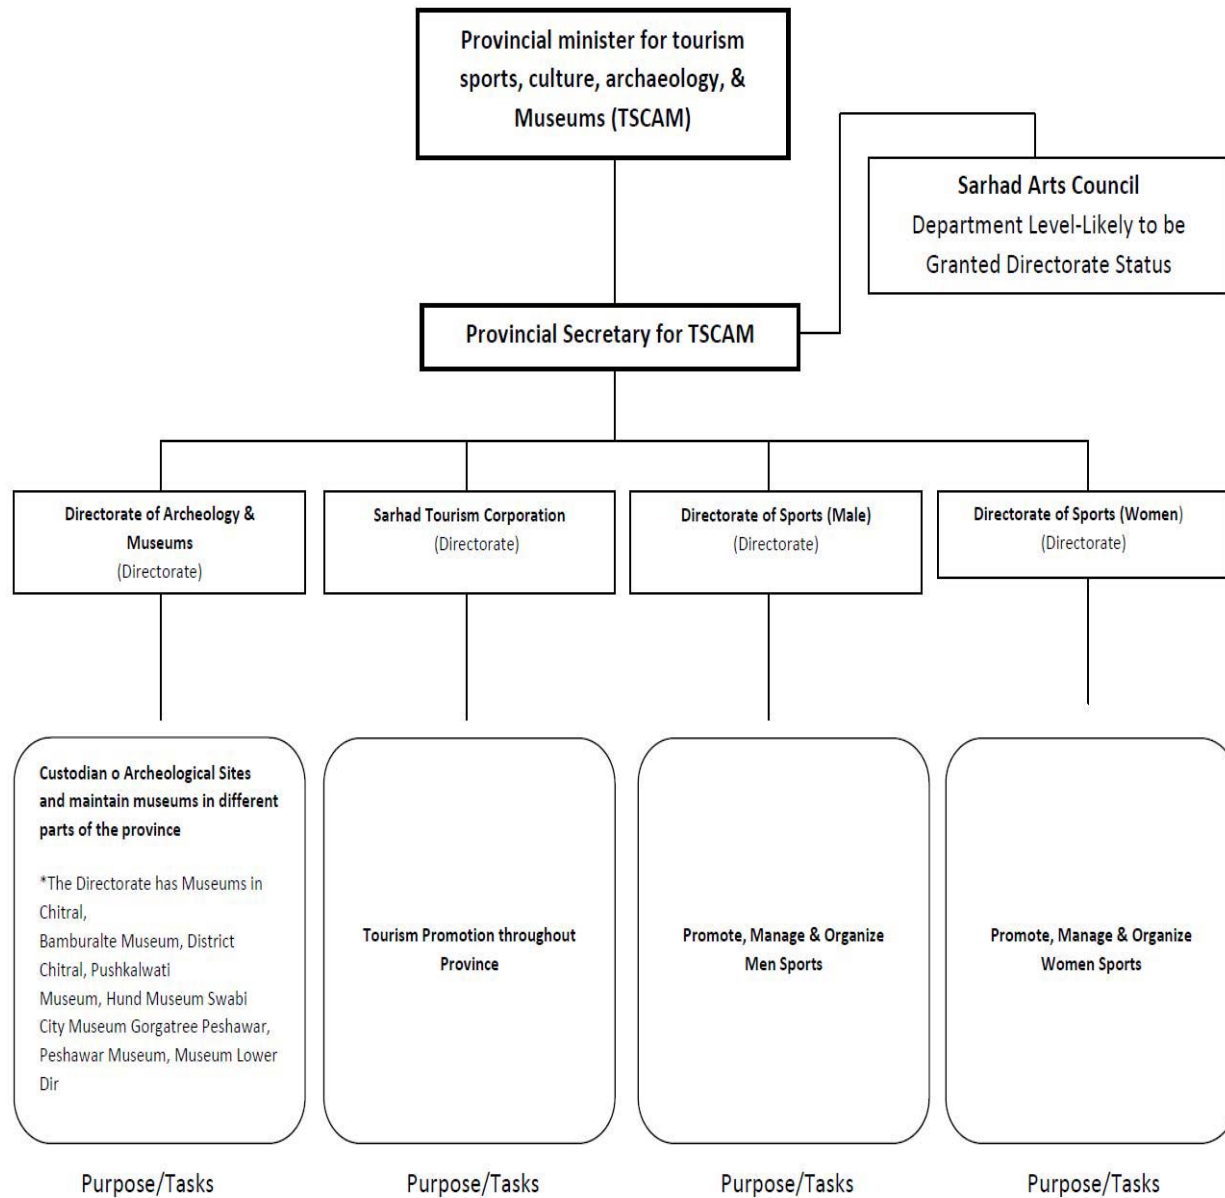 Provincial minister for tourism
sports, culture, archaeology, &
Museums (TSCAM)
Sarhad Arts Council
Department Level-Likely to be
Granted Directorate Status
Provincial Secretary for TSCAM
Directorate of Archeology &
Museums
(Directorate)
Sarhad Tourism Corporation
(Directorate)
Directorate of Sports (Male)
(Directorate)
Directorate of Sports (Women)
(Directorate)
Custodian o Archeological Sites
and maintain museums in different
parts of the province
*The Directorate has Museums in
Chitral,
Bamburalte Museum, District
Chitral, Pushkalwati
Museum, Hund Museum Swabi
City Museum Gorgatree Peshawar,
Peshawar Museum, Museum Lower
Dir
Tourism Promotion throughout
Province
Promote, Manage & Organize
Men Sports
Promote, Manage & Organize
Women Sports
Purpose/Tasks
Purpose/Tasks
Purpose/Tasks
Purpose/Tasks